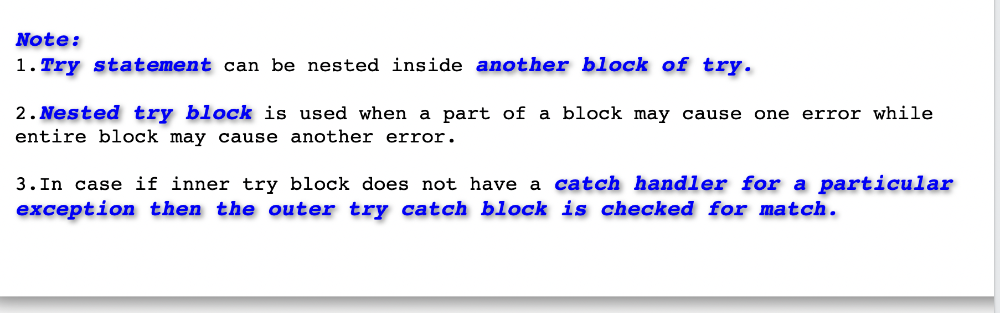 Note:
1.Try statement can be nested inside another block of try.
2.Nested try block is used when a part of a block may cause one error while
entire block may cause another error.
3.In case if inner try block does not have a catch handler for a particular
exception then the outer try catch block is checked for match.